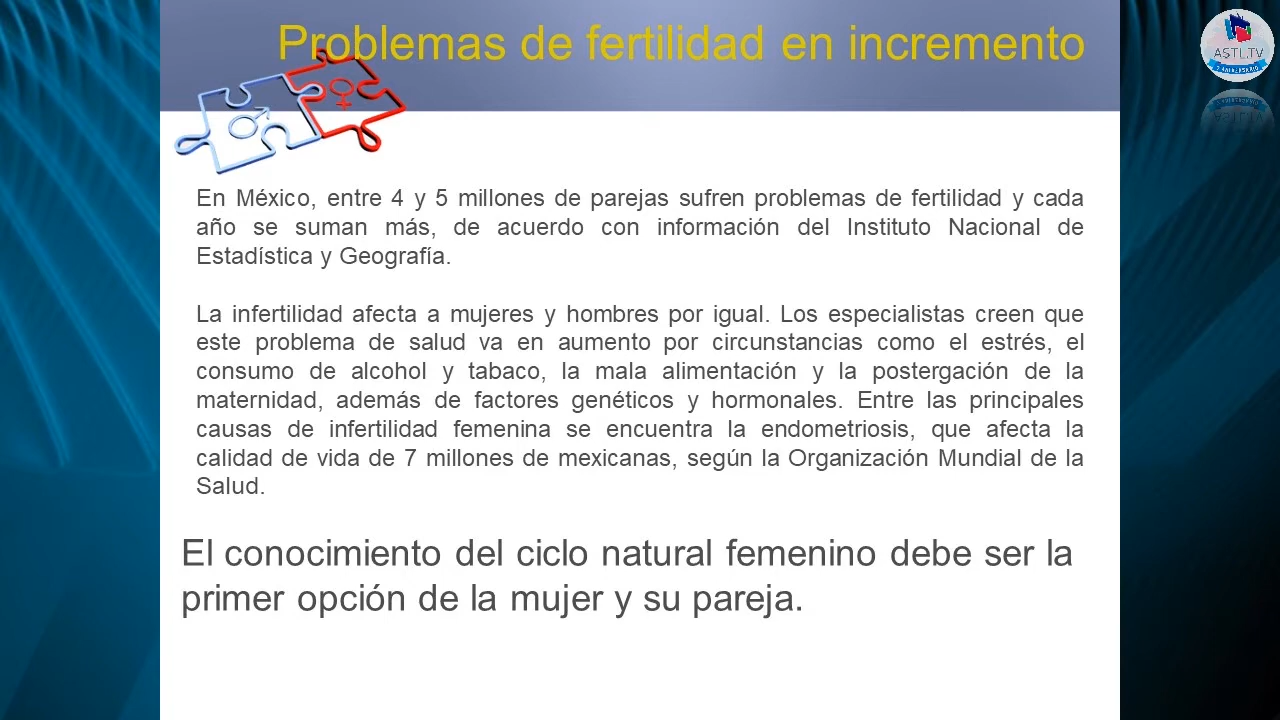 Problemas de fertilidad en incremento
ASTL.TV
7 ANIVERSARIO
En México, entre 4 y 5 millones de parejas sufren problemas de fertilidad y cada
año se suman más, de acuerdo con información del Instituto Nacional de
Estadística y Geografía.
La infertilidad afecta a mujeres y hombres por igual. Los especialistas creen que
este problema de salud va en aumento por circunstancias como el estrés, el
consumo de alcohol y tabaco, la mala alimentación y la postergación de la
maternidad, además de factores genéticos y hormonales. Entre las principales
causas de infertilidad femenina se encuentra la endometriosis, que afecta la
calidad de vida de 7 millones de mexicanas, según la Organización Mundial de la
Salud.
El conocimiento del ciclo natural femenino debe ser la
primer opción de la mujer y su pareja.